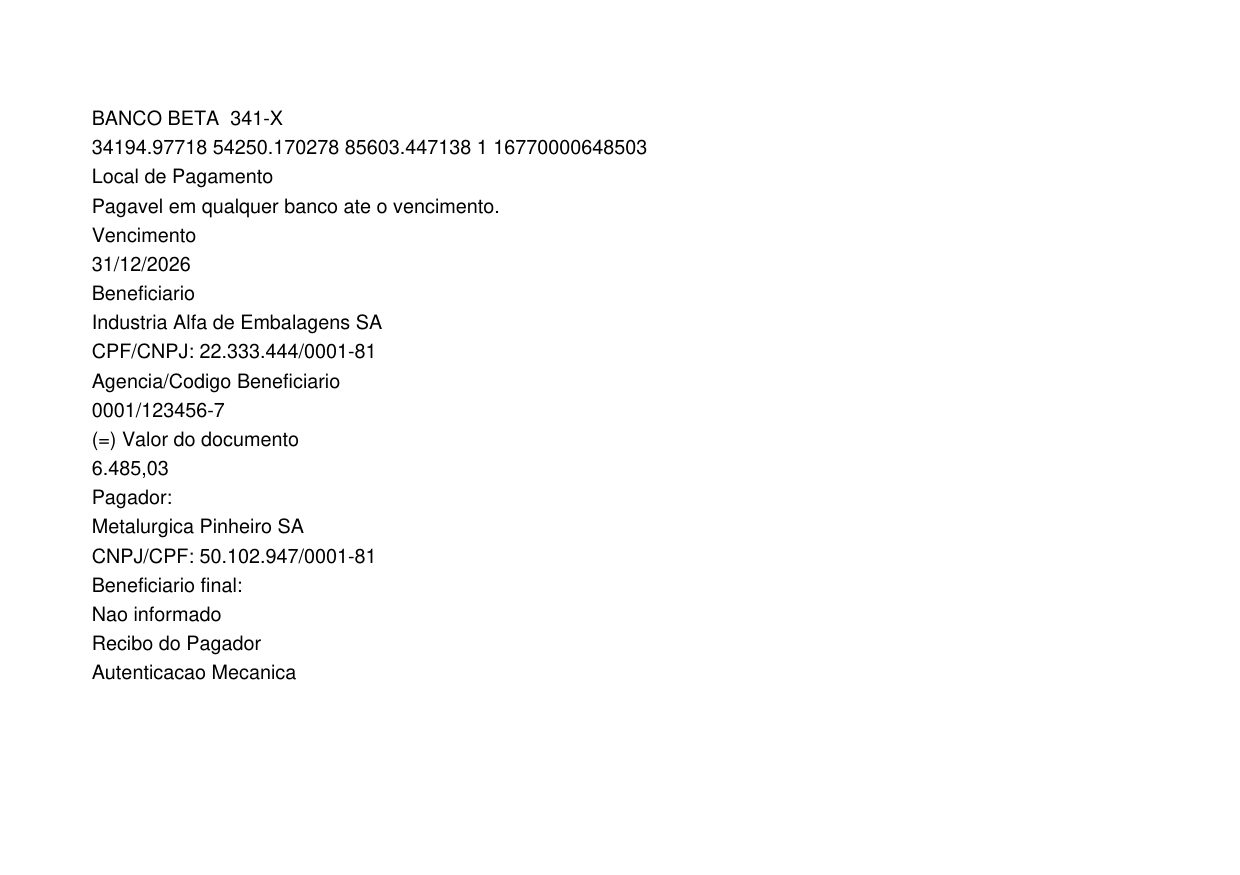 BANCO BETA  341-X
34194.97718 54250.170278 85603.447138 1 16770000648503
Local de Pagamento
Pagavel em qualquer banco ate o vencimento.
Vencimento
31/12/2026
Beneficiario
Industria Alfa de Embalagens SA
CPF/CNPJ: 22.333.444/0001-81
Agencia/Codigo Beneficiario
0001/123456-7
(=) Valor do documento
6.485,03
Pagador:
Metalurgica Pinheiro SA
CNPJ/CPF: 50.102.947/0001-81
Beneficiario final:
Nao informado
Recibo do Pagador
Autenticacao Mecanica